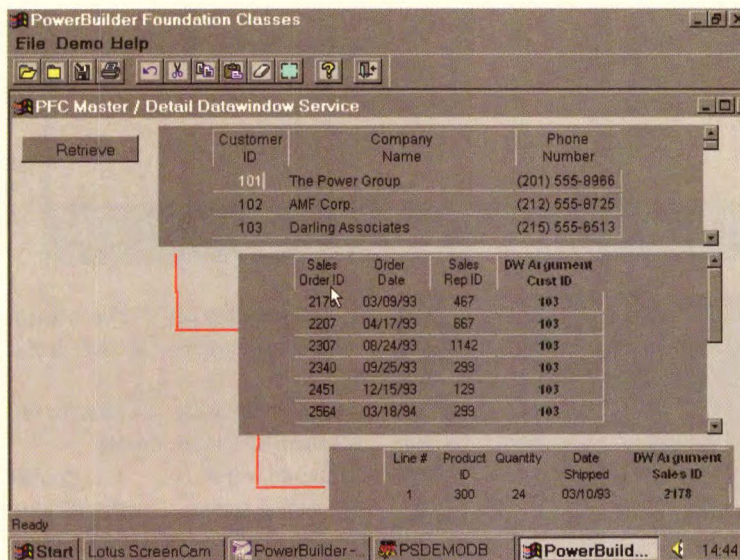 PowerBuilder Foundation Classes
File Demo Help
PFC Master / Detail Datawindow Service
Retrieve
Customer ID Company Name Phone Number
101 The Power Group (201) 555-8966
102 AMF Corp. (212) 555-8725
103 Darling Associates (215) 555-6513
Sales Order ID Order Date Sales Rep ID DW Argument Cust ID
2178 03/09/93 467 103
2207 04/17/93 667 103
2307 08/24/93 1142 103
2340 09/25/93 299 103
2451 12/15/93 129 103
2564 03/18/94 299 103
Line # Product ID Quantity Date Shipped DW Argument Sales ID
1 300 24 03/10/93 2178
Ready
Start Lotus ScreenCam PowerBuilder -... PSDEMODB PowerBuild... 14:44